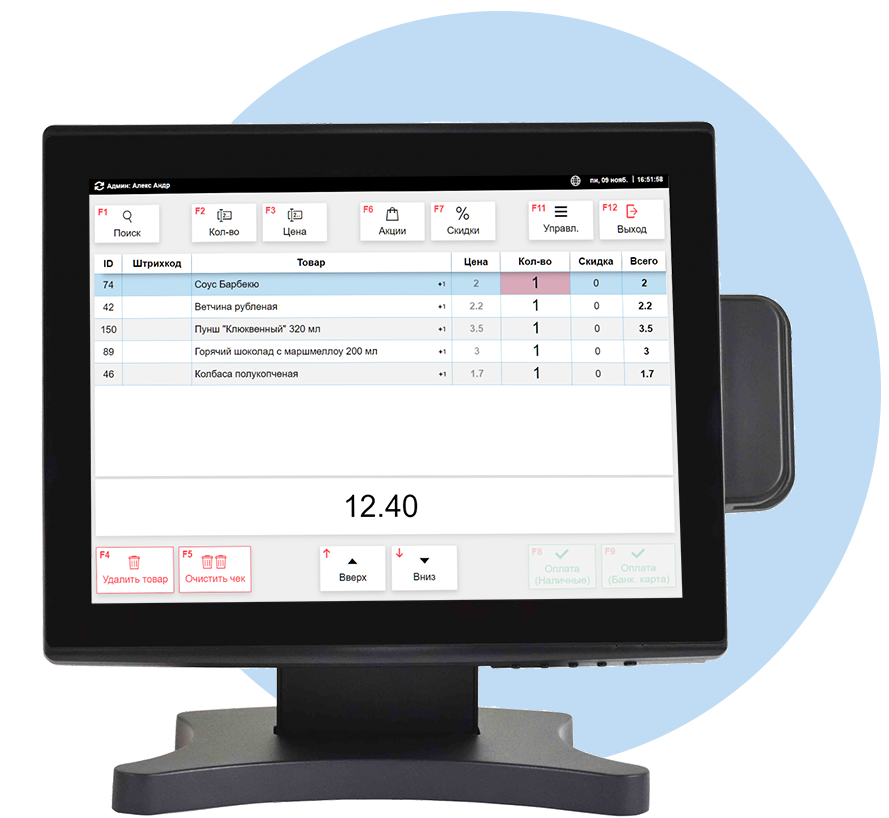 Админ: Алекс Андр пн, 09 нояб. 16:51:58
F1 Поиск
F2 Кол-во
F3 Цена
F6 Акции
F7 Скидки
F11 Управл.
F12 Выход
ID Штрихкод Товар Цена Кол-во Скидка Всего
74 Соус Барбекю +1 2 1 0 2
42 Ветчина рубленая +1 2.2 1 0 2.2
150 Пунш "Клюквенный" 320 мл +1 3.5 1 0 3.5
89 Горячий шоколад с маршмеллоу 200 мл +1 3 1 0 3
46 Колбаса полукопченая +1 1.7 1 0 1.7
12.40
F4 Удалить товар
F5 Очистить чек
Вверх
Вниз
F8 Оплата
(Наличные)
F9 Оплата
(Банк. карта)